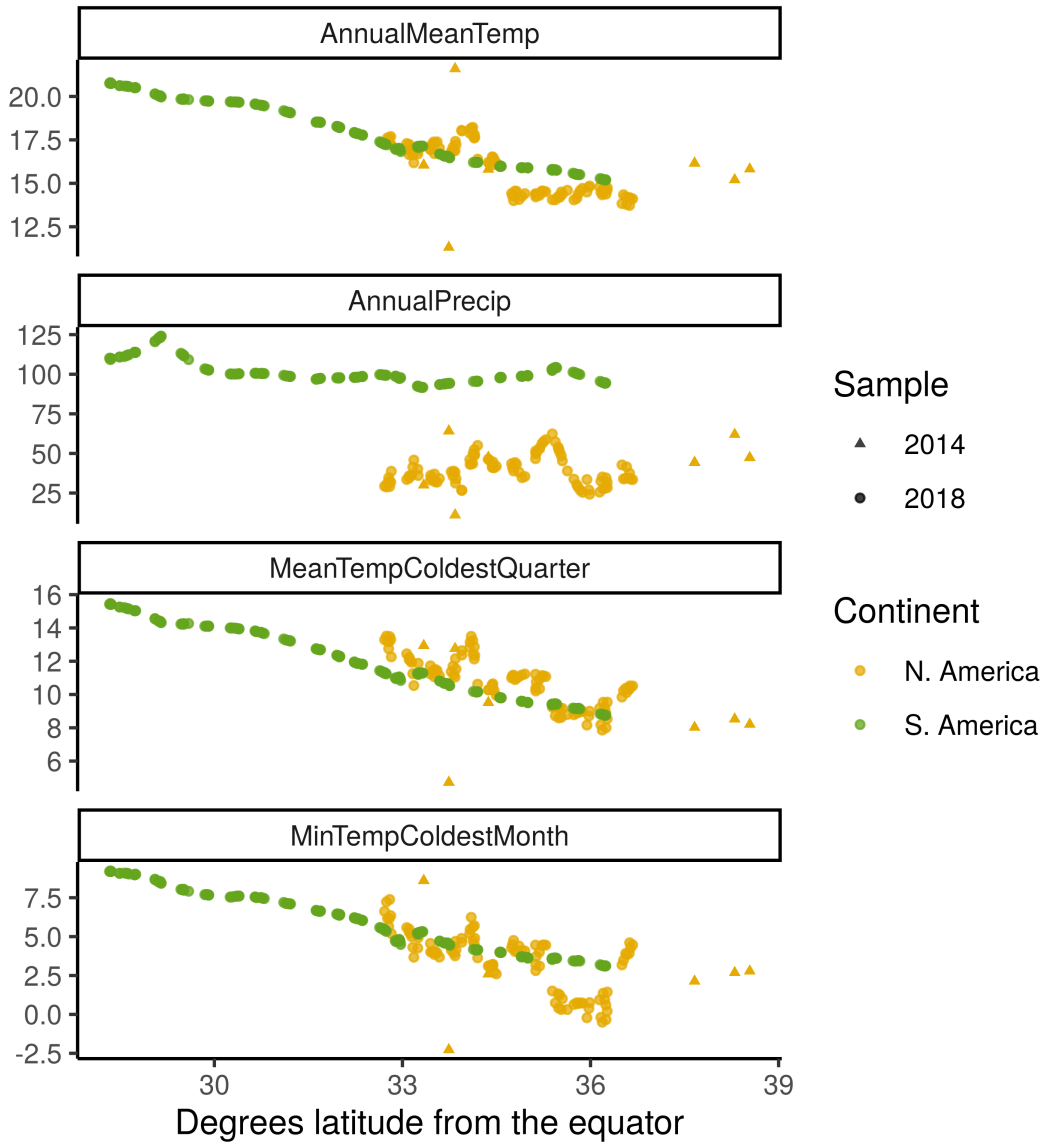 AnnualMeanTemp
20.0
17.5
15.0
12.5
AnnualPrecip
125
100
75
50
25
MeanTempColdestQuarter
16
14
12
10
8
6
MinTempColdestMonth
7.5
5.0
2.5
0.0
-2.5
30 33 36 39
Degrees latitude from the equator
Sample
2014
2018
Continent
N. America
S. America